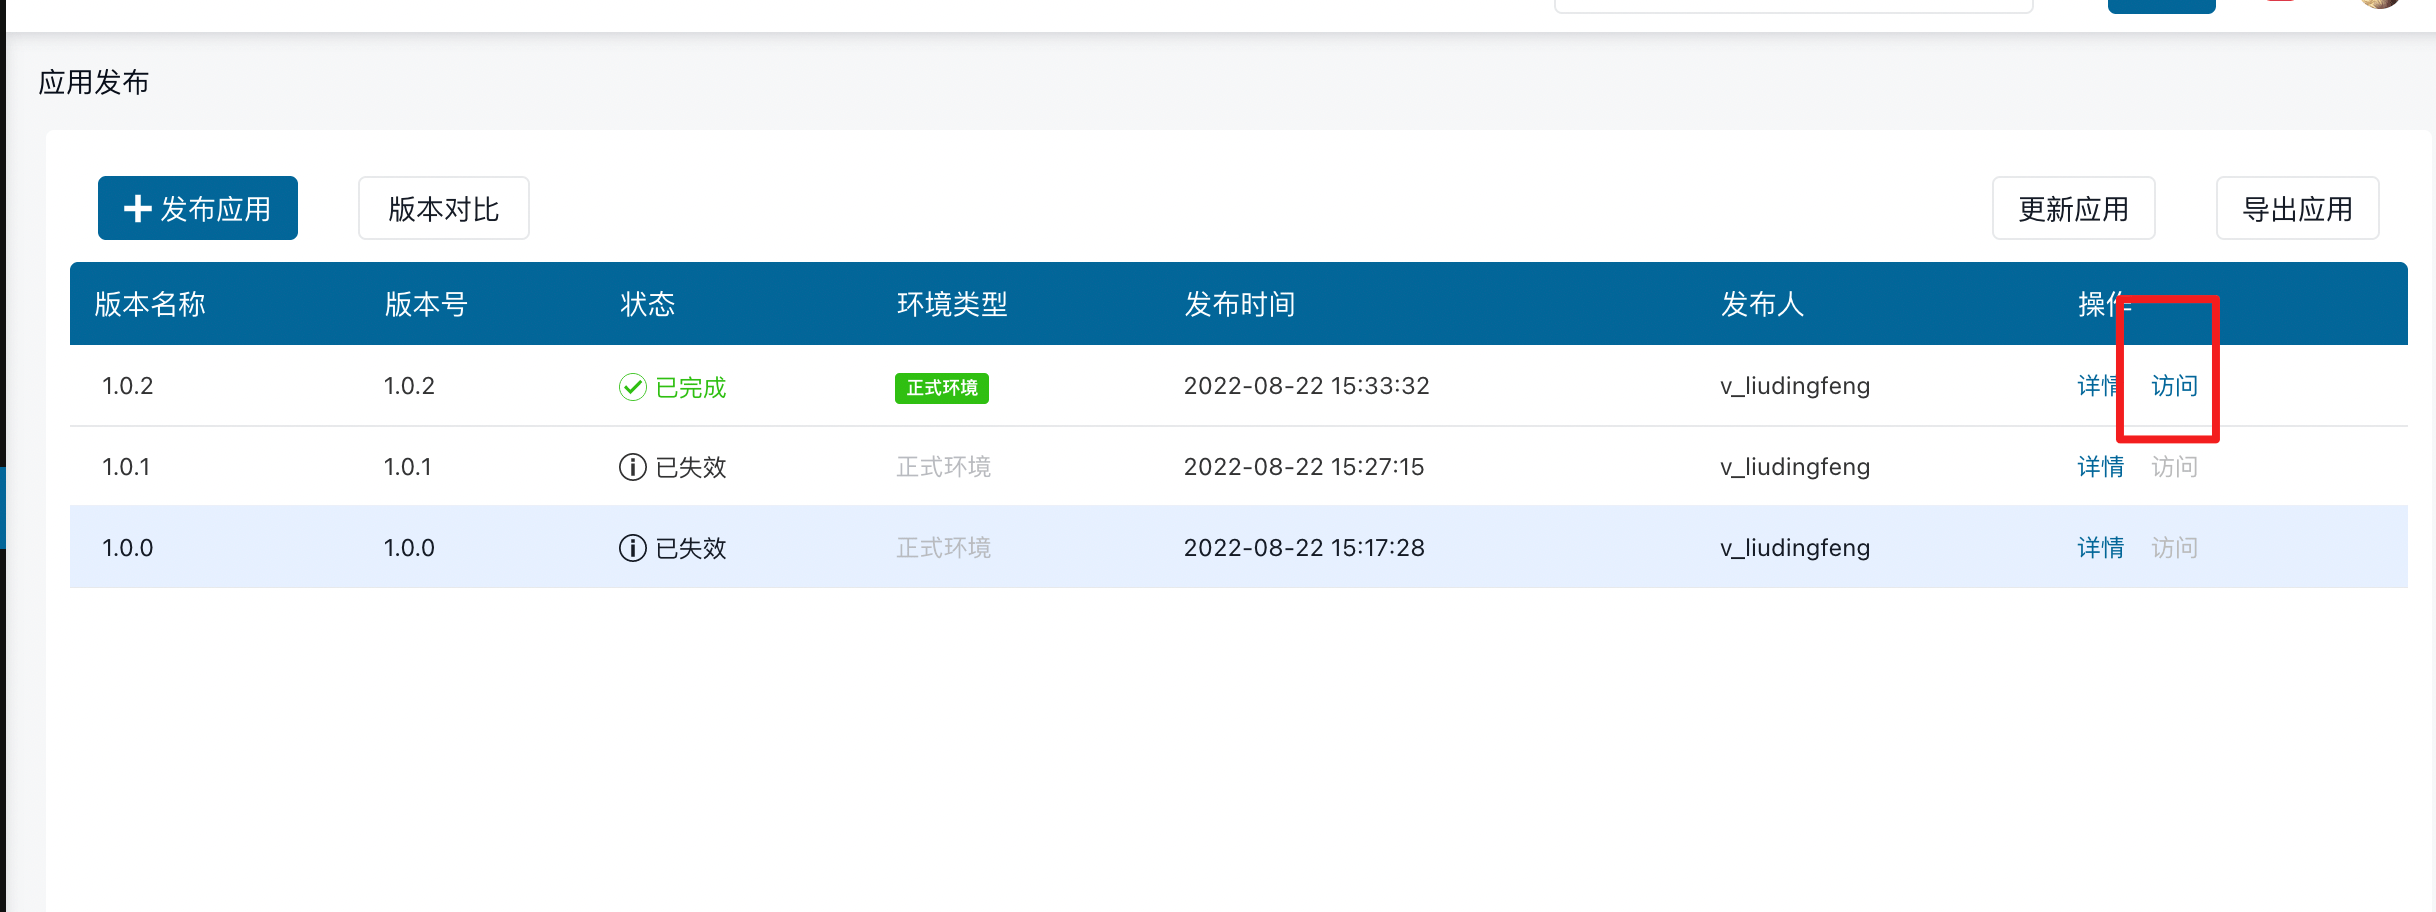 应用发布
发布应用 版本对比 更新应用 导出应用
版本名称 版本号 状态 环境类型 发布时间 发布人 操作
1.0.2 1.0.2 已完成 正式环境 2022-08-22 15:33:32 v_liudingfeng 详情 访问
1.0.1 1.0.1 已失效 正式环境 2022-08-22 15:27:15 v_liudingfeng 详情 访问
1.0.0 1.0.0 已失效 正式环境 2022-08-22 15:17:28 v_liudingfeng 详情 访问